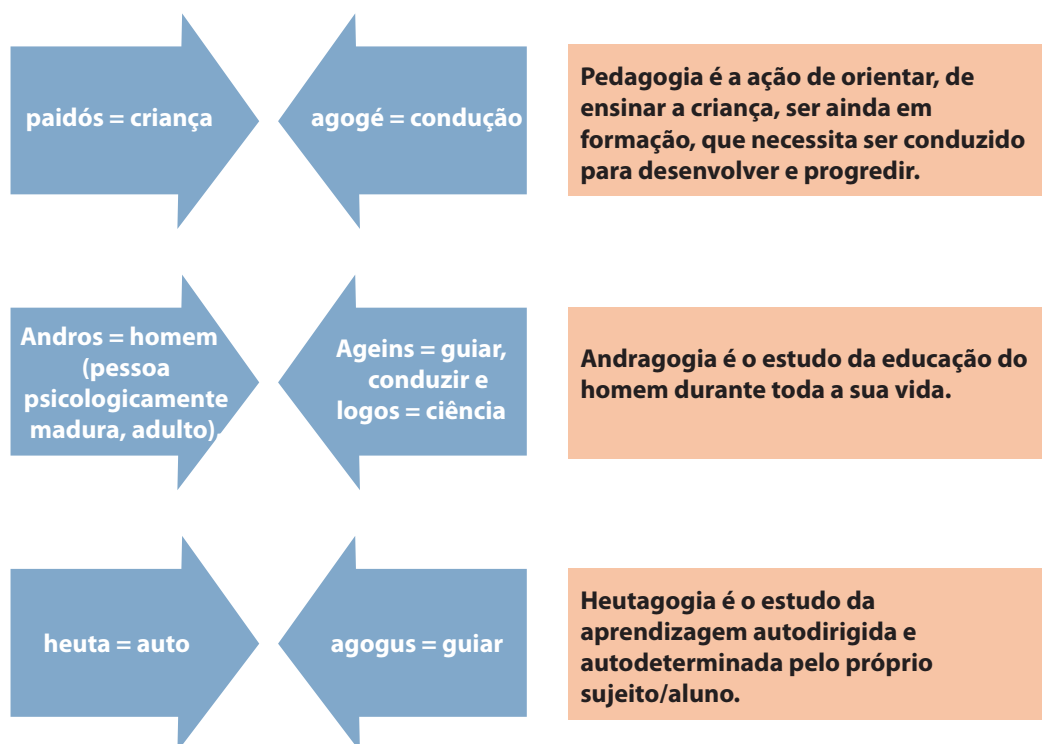 paidós = criança
agogé = condução
Pedagogia é a ação de orientar, de
ensinar a criança, ser ainda em
formação, que necessita ser conduzido
para desenvolver e progredir.
Andros = homem
(pessoa
psicologicamente
madura, adulto).
Ageins = guiar,
conduzir e
logos = ciência
Andragogia é o estudo da educação do
homem durante toda a sua vida.
heuta = auto
agogus = guiar
Heutagogia é o estudo da
aprendizagem autodirigida e
autodeterminada pelo próprio
sujeito/aluno.